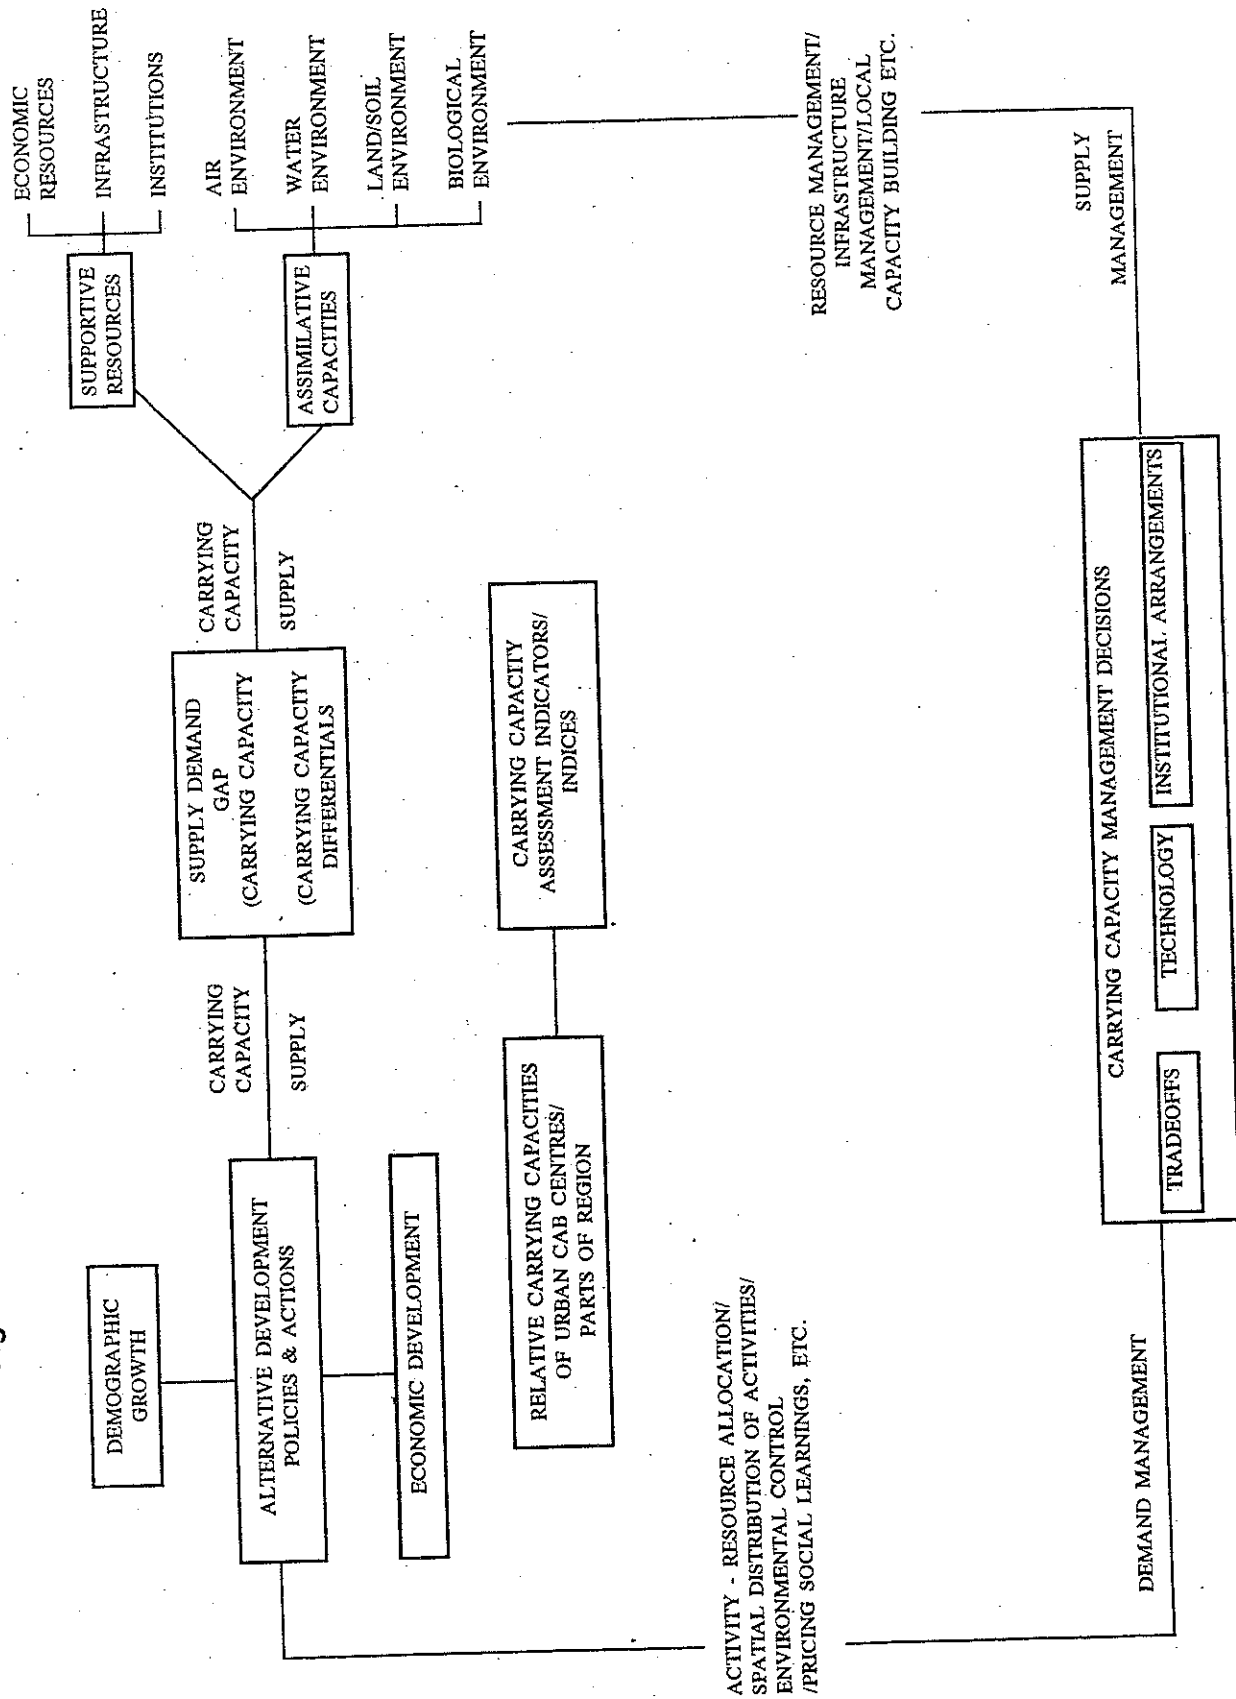 DEMOGRAPHIC
GROWTH
ALTERNATIVE DEVELOPMENT
POLICIES & ACTIONS
ECONOMIC DEVELOPMENT
CARRYING
CAPACITY
SUPPLY
SUPPLY DEMAND
GAP
(CARRYING CAPACITY
(CARRYING CAPACITY
DIFFERENTIALS
CARRYING
CAPACITY
SUPPLY
SUPPORTIVE
RESOURCES
ECONOMIC
RESOURCES
INFRASTRUCTURE
INSTITUTIONS
ASSIMILATIVE
CAPACITIES
AIR
ENVIRONMENT
WATER
ENVIRONMENT
LAND/SOIL
ENVIRONMENT
BIOLOGICAL
ENVIRONMENT
RELATIVE CARRYING CAPACITIES
OF URBAN CAB CENTRES/
PARTS OF REGION
CARRYING CAPACITY
ASSESSMENT INDICATORS/
INDICES
ACTIVITY - RESOURCE ALLOCATION/
SPATIAL DISTRIBUTION OF ACTIVITIES/
ENVIRONMENTAL CONTROL
/PRICING SOCIAL LEARNINGS, ETC.
RESOURCE MANAGEMENT/
INFRASTRUCTURE
MANAGEMENT/LOCAL
CAPACITY BUILDING ETC.
DEMAND MANAGEMENT
SUPPLY
MANAGEMENT
CARRYING CAPACITY MANAGEMENT DECISIONS
TRADEOFFS
TECHNOLOGY
INSTITUTIONAL ARRANGEMENTS